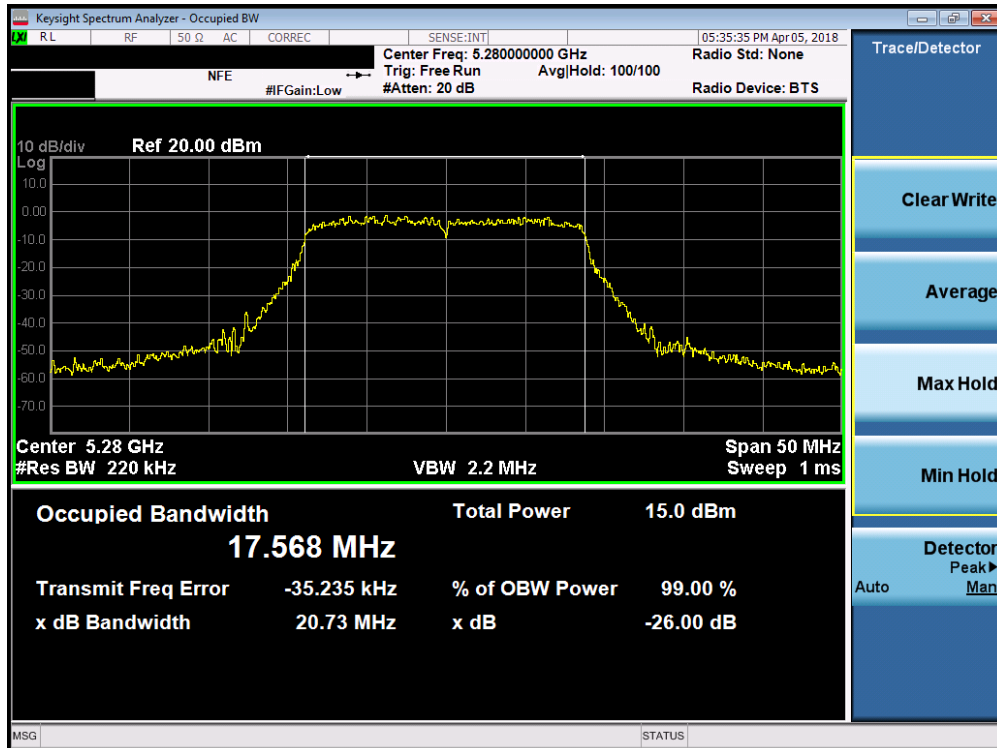 Keysight Spectrum Analyzer - Occupied BW
LXI RL RF 50 Ω AC CORREC SENSE:INT 05:35:35 PM Apr 05, 2018
Center Freq: 5.280000000 GHz Radio Std: None
NFE Trig: Free Run Avg|Hold: 100/100
#IFGain:Low #Atten: 20 dB Radio Device: BTS
Trace/Detector
10 dB/div Ref 20.00 dBm
Log
10.0
0.00
-10.0
-20.0
-30.0
-40.0
-50.0
-60.0
-70.0
Center 5.28 GHz Span 50 MHz
#Res BW 220 kHz VBW 2.2 MHz Sweep 1 ms
Occupied Bandwidth Total Power 15.0 dBm
17.568 MHz
Transmit Freq Error -35.235 kHz % of OBW Power 99.00 %
x dB Bandwidth 20.73 MHz x dB -26.00 dB
Clear Write
Average
Max Hold
Min Hold
Detector
Peak▶
Auto Man
MSG STATUS